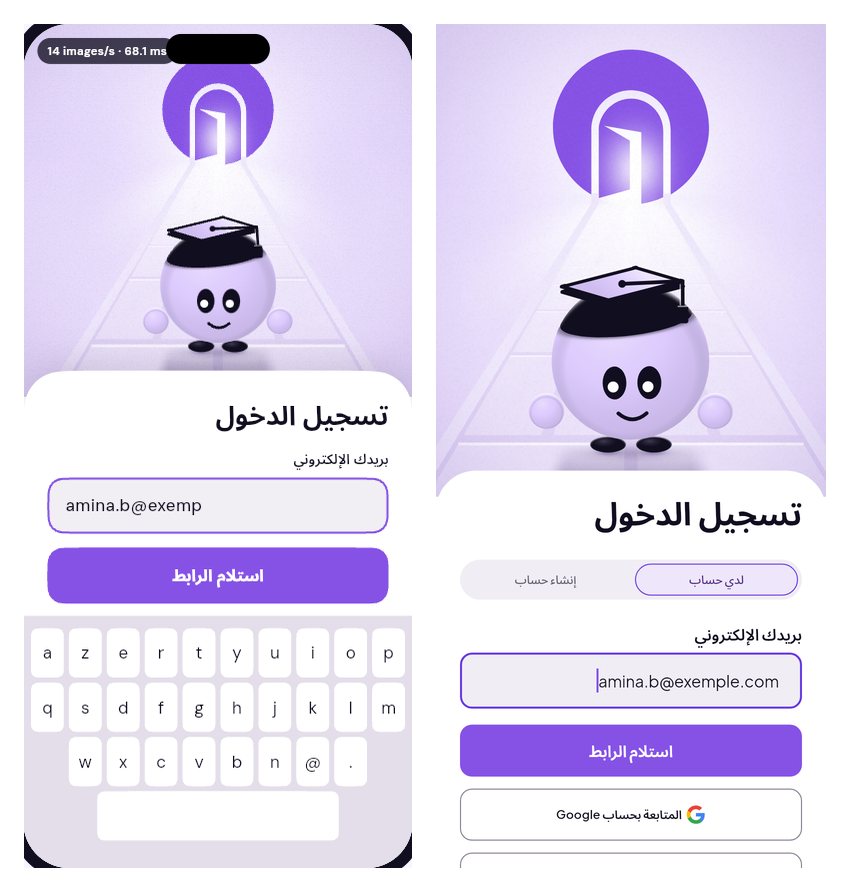 14 images/s · 68.1 ms
تسجيل الدخول
بريدك الإلكتروني
amina.b@exemp
استلام الرابط
a z e r t y u i o p
q s d f g h j k l m
w x c v b n @ .
تسجيل الدخول
لدي حساب
إنشاء حساب
بريدك الإلكتروني
amina.b@exemple.com
استلام الرابط
المتابعة بحساب Google